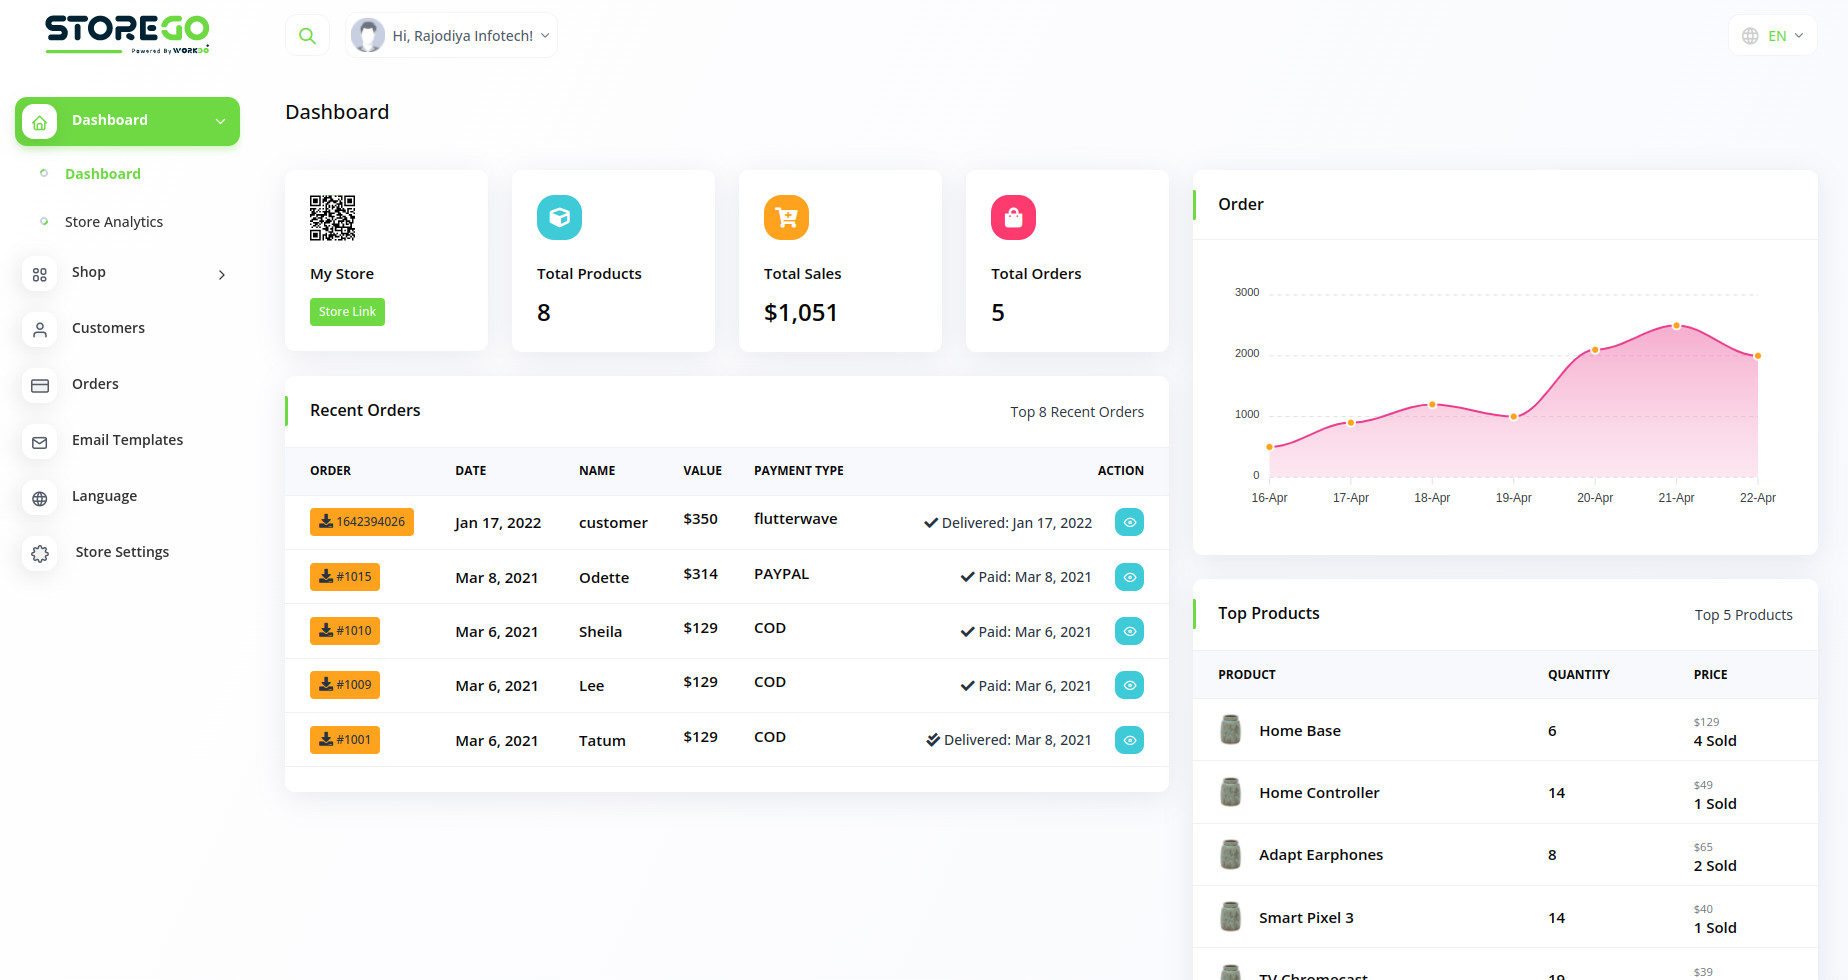 STOREGO
Powered By WORKDO
Hi, Rajodiya Infotech!
EN
Dashboard
Dashboard
Store Analytics
Shop
Customers
Orders
Email Templates
Language
Store Settings
Dashboard
My Store
Store Link
Total Products
8
Total Sales
$1,051
Total Orders
5
Recent Orders
Top 8 Recent Orders
ORDER DATE NAME VALUE PAYMENT TYPE ACTION
1642394026 Jan 17, 2022 customer $350 flutterwave Delivered: Jan 17, 2022
#1015 Mar 8, 2021 Odette $314 PAYPAL Paid: Mar 8, 2021
#1010 Mar 6, 2021 Sheila $129 COD Paid: Mar 6, 2021
#1009 Mar 6, 2021 Lee $129 COD Paid: Mar 6, 2021
#1001 Mar 6, 2021 Tatum $129 COD Delivered: Mar 8, 2021
Order
3000
2000
1000
0
16-Apr 17-Apr 18-Apr 19-Apr 20-Apr 21-Apr 22-Apr
Top Products
Top 5 Products
PRODUCT QUANTITY PRICE
Home Base 6 $129
4 Sold
Home Controller 14 $49
1 Sold
Adapt Earphones 8 $65
2 Sold
Smart Pixel 3 14 $40
1 Sold
TV Chromecast 19 $39